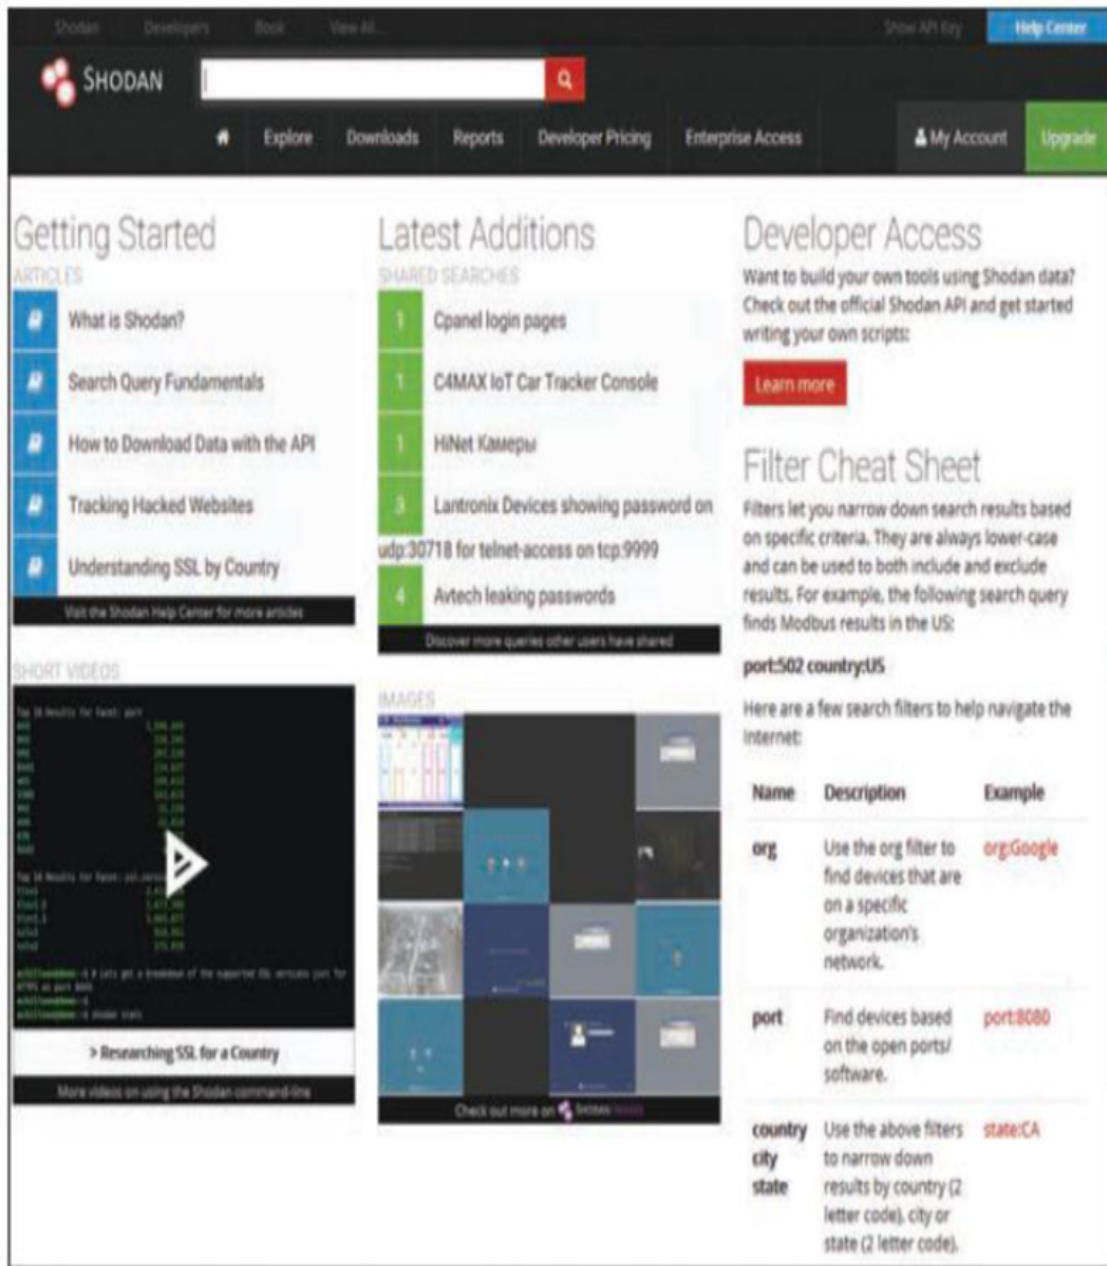 Shodan Developers Book View All...
Show API Key Help Center
SHODAN
Explore Downloads Reports Developer Pricing Enterprise Access
My Account Upgrade
Getting Started
ARTICLES
What is Shodan?
Search Query Fundamentals
How to Download Data with the API
Tracking Hacked Websites
Understanding SSL by Country
Visit the Shodan Help Center for more articles
SHORT VIDEOS
Top 10 Results for Facet: port
Top 10 Results for Facet:
> Researching SSL for a Country
More videos on using the Shodan command-line
Latest Additions
SHARED SEARCHES
1 Cpanel login pages
1 C4MAX IoT Car Tracker Console
1 HiNet Камеры
3 Lantronix Devices showing password on
udp:30718 for telnet-access on tcp:9999
4 Avtech leaking passwords
Discover more queries other users have shared
IMAGES
Check out more on SHODAN
Developer Access
Want to build your own tools using Shodan data?
Check out the official Shodan API and get started
writing your own scripts:
Learn more
Filter Cheat Sheet
Filters let you narrow down search results based
on specific criteria. They are always lower-case
and can be used to both include and exclude
results. For example, the following search query
finds Modbus results in the US:
port:502 country:US
Here are a few search filters to help navigate the
Internet:
Name Description Example
org Use the org filter to org:Google
find devices that are
on a specific
organization's
network.
port Find devices based port:8080
on the open ports/
software.
country Use the above filters state:CA
city to narrow down
state results by country (2
letter code), city or
state (2 letter code).